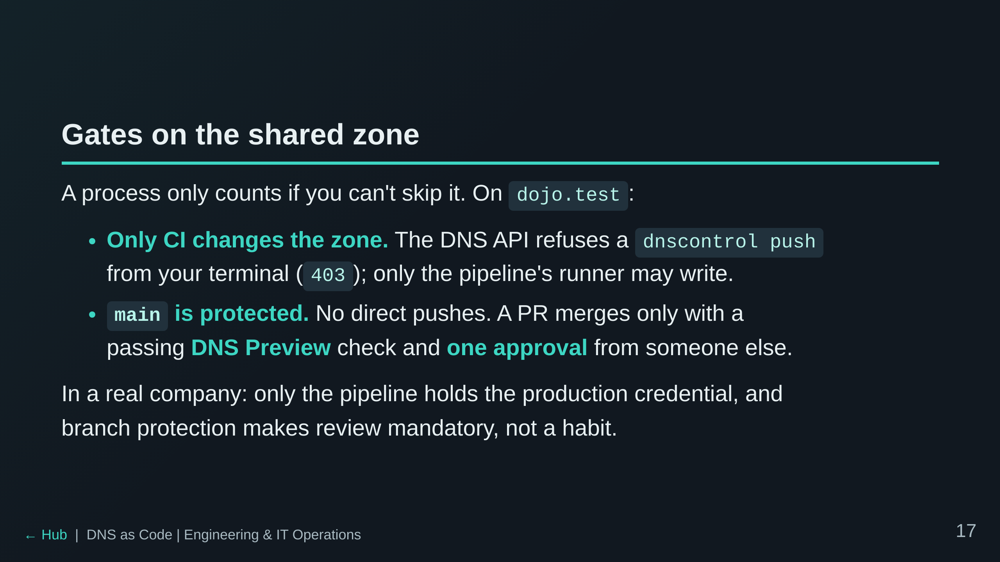 Gates on the shared zone
A process only counts if you can't skip it. On dojo.test:
• Only CI changes the zone. The DNS API refuses a dnscontrol push
from your terminal (403); only the pipeline's runner may write.
• main is protected. No direct pushes. A PR merges only with a
passing DNS Preview check and one approval from someone else.
In a real company: only the pipeline holds the production credential, and
branch protection makes review mandatory, not a habit.
← Hub | DNS as Code | Engineering & IT Operations
17